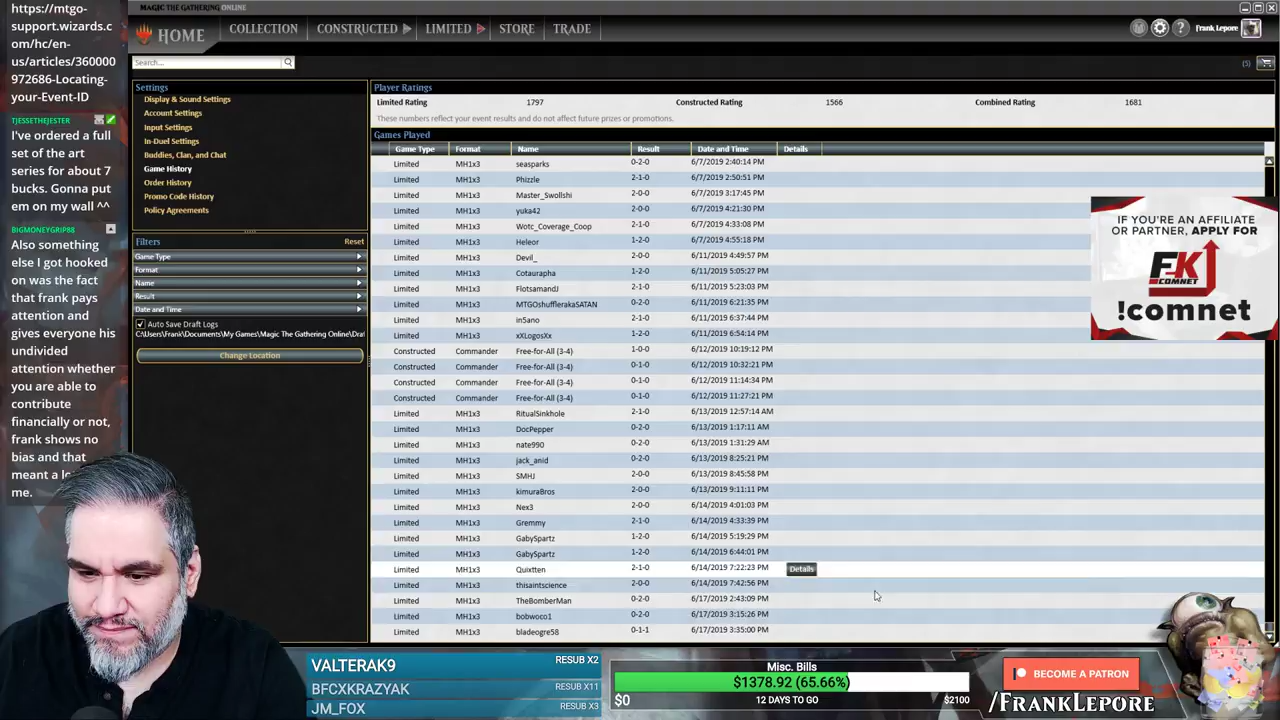 https://mtgo-
support.wizards.c
om/hc/en-
us/articles/360000
972686-Locating-
your-Event-ID
TJESSETHEJESTER
I've ordered a full
set of the art
series for about 7
bucks. Gonna put
em on my wall ^^
BIGMONEYGRIP88
Also something
else I got hooked
on was the fact
that frank pays
attention and
gives everyone his
undivided
attention whether
you are able to
contribute
financially or not,
frank shows no
bias and that
me.
MAGIC THE GATHERING ONLINE
HOME COLLECTION CONSTRUCTED LIMITED STORE TRADE
Frank Lepore
Search...
(5)
Settings
Display & Sound Settings
Account Settings
Input Settings
In-Duel Settings
Buddies, Clan, and Chat
Game History
Order History
Promo Code History
Policy Agreements
Filters Reset
Game Type
Format
Name
Result
Date and Time
Auto Save Draft Logs
C:\Users\Frank\Documents\My Games\Magic The Gathering Online\Dra
Change Location
Player Ratings
Limited Rating 1797 Constructed Rating 1566 Combined Rating 1681
These numbers reflect your event results and do not affect future prizes or promotions.
Games Played
Game Type Format Name Result Date and Time Details
Limited MH1x3 seasparks 0-2-0 6/7/2019 2:40:14 PM
Limited MH1x3 Phizzle 2-1-0 6/7/2019 2:50:51 PM
Limited MH1x3 Master_Swollshi 2-0-0 6/7/2019 3:17:45 PM
Limited MH1x3 yuka42 2-0-0 6/7/2019 4:21:30 PM
Limited MH1x3 Wotc_Coverage_Coop 2-1-0 6/7/2019 4:33:08 PM
Limited MH1x3 Heleor 1-2-0 6/7/2019 4:55:18 PM
Limited MH1x3 Devil_ 2-0-0 6/11/2019 4:49:57 PM
Limited MH1x3 Cotaurapha 1-2-0 6/11/2019 5:05:27 PM
Limited MH1x3 FlotsamandJ 2-1-0 6/11/2019 5:23:03 PM
Limited MH1x3 MTGOshufflerakaSATAN 0-2-0 6/11/2019 6:21:35 PM
Limited MH1x3 in5ano 2-1-0 6/11/2019 6:37:44 PM
Limited MH1x3 xXLogosXx 1-2-0 6/11/2019 6:54:14 PM
Constructed Commander Free-for-All (3-4) 1-0-0 6/12/2019 10:19:12 PM
Constructed Commander Free-for-All (3-4) 0-1-0 6/12/2019 10:32:21 PM
Constructed Commander Free-for-All (3-4) 0-1-0 6/12/2019 11:14:34 PM
Constructed Commander Free-for-All (3-4) 0-1-0 6/12/2019 11:27:21 PM
Limited MH1x3 RitualSinkhole 2-1-0 6/13/2019 12:57:14 AM
Limited MH1x3 DocPepper 0-2-0 6/13/2019 1:17:11 AM
Limited MH1x3 nate990 0-2-0 6/13/2019 1:31:29 AM
Limited MH1x3 jack_anid 0-2-0 6/13/2019 8:25:21 PM
Limited MH1x3 SMHJ 2-0-0 6/13/2019 8:45:58 PM
Limited MH1x3 kimuraBros 2-0-0 6/13/2019 9:11:11 PM
Limited MH1x3 Nex3 2-0-0 6/14/2019 4:01:03 PM
Limited MH1x3 Gremmy 2-1-0 6/14/2019 4:33:39 PM
Limited MH1x3 GabySpartz 1-2-0 6/14/2019 5:19:29 PM
Limited MH1x3 GabySpartz 1-2-0 6/14/2019 6:44:01 PM
Limited MH1x3 Quixtten 2-1-0 6/14/2019 7:22:23 PM Details
Limited MH1x3 thisaintscience 2-0-0 6/14/2019 7:42:56 PM
Limited MH1x3 TheBomberMan 0-2-0 6/17/2019 2:43:09 PM
Limited MH1x3 bobwoco1 0-2-0 6/17/2019 3:15:26 PM
Limited MH1x3 bladeogre58 0-1-1 6/17/2019 3:35:00 PM
IF YOU'RE AN AFFILIATE
OR PARTNER, APPLY FOR
COMNET
!comnet
VALTERAK9 RESUB X2
BFCXKRAZYAK RESUB X11
JM_FOX RESUB X3
Misc. Bills
$1378.92 (65.66%)
$0 12 DAYS TO GO $2100
BECOME A PATRON
/FRANKLEPORE